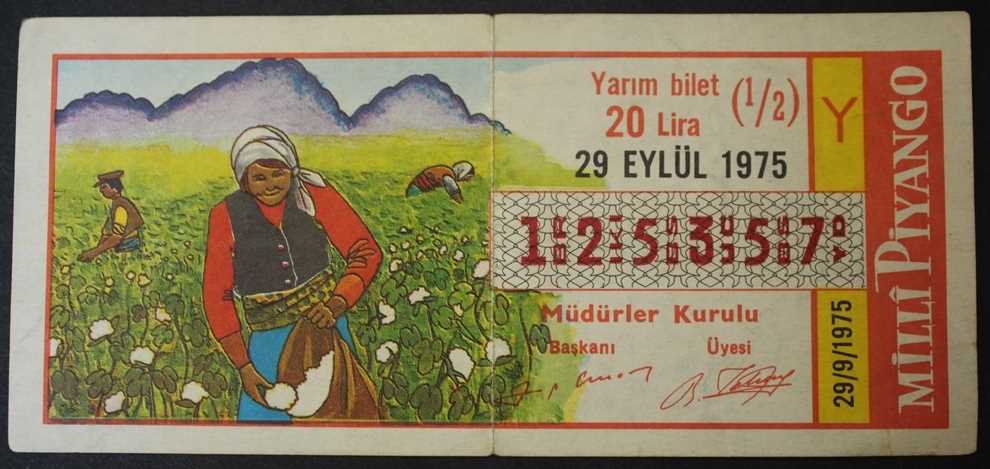 Yarım bilet (1/2)
20 Lira
29 EYLÜL 1975
1 2 5 3 5 7
Müdürler Kurulu
Başkanı Üyesi
Y
29/9/1975
MİLLÎ PİYANGO